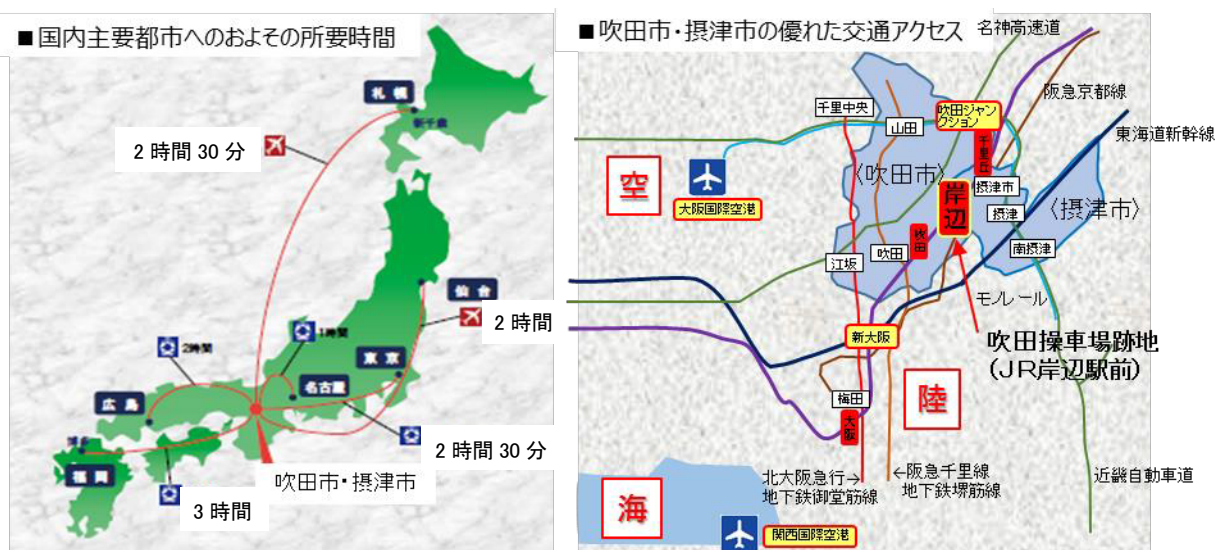 ■国内主要都市へのおよその所要時間
札幌
新千歳
2時間30分
仙台
2時間
1時間
2時間
東京
名古屋
広島
博多
福岡
2時間30分
吹田市・摂津市
3時間
■吹田市・摂津市の優れた交通アクセス
名神高速道
阪急京都線
千里中央
吹田ジャン
クション
山田
東海道新幹線
千里丘
空
〈吹田市〉
摂津市
大阪国際空港
岸辺
摂津
〈摂津市〉
吹田
吹田
南摂津
江坂
モノレール
新大阪
吹田操車場跡地
(JR岸辺駅前)
梅田
陸
大阪
北大阪急行→
地下鉄御堂筋線
←阪急千里線
地下鉄堺筋線
近畿自動車道
海
関西国際空港